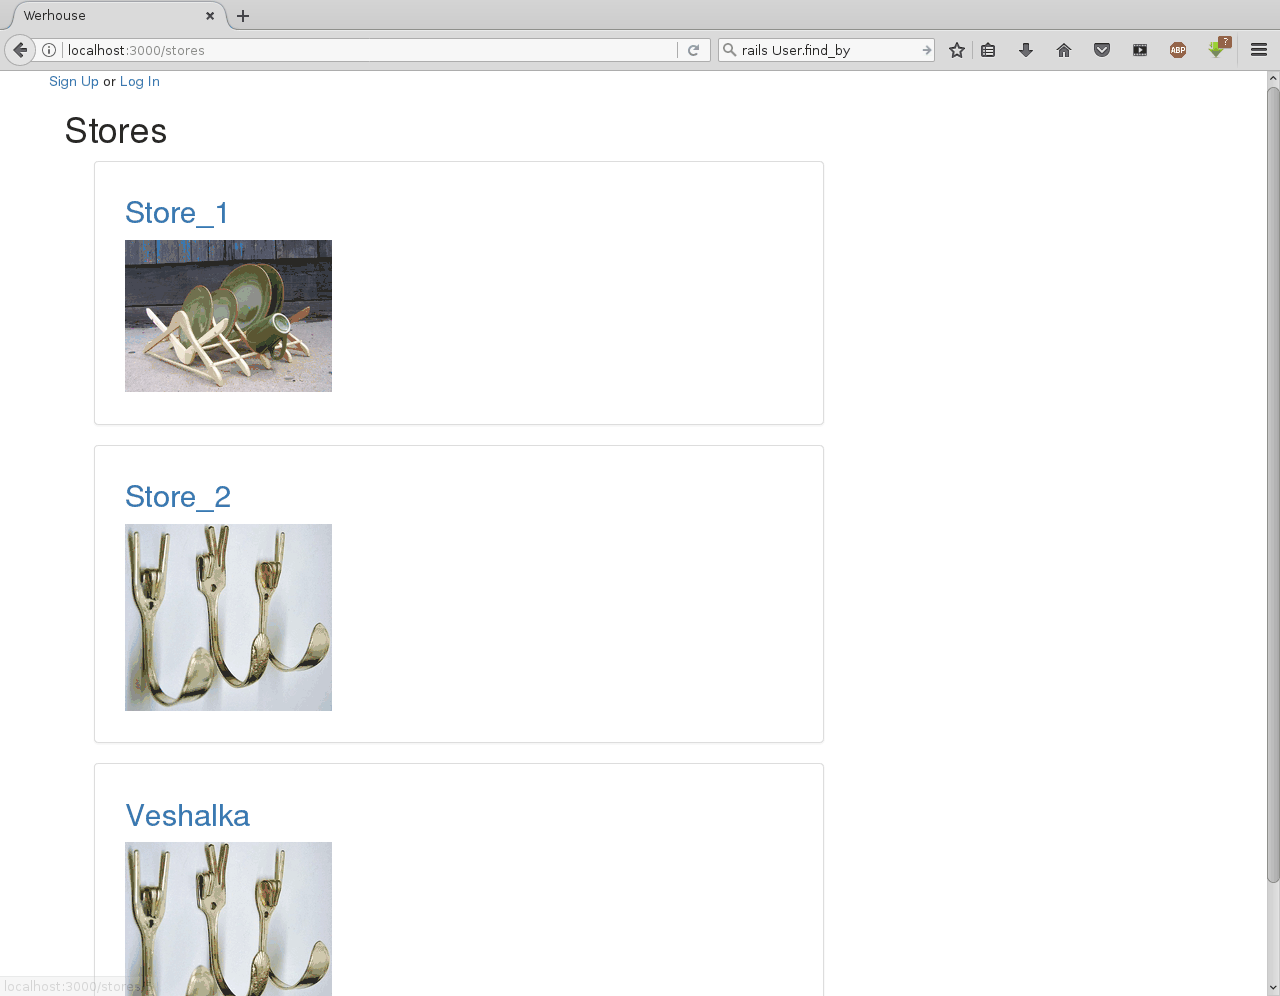 Werhouse
localhost:3000/stores
rails User.find_by
ABP
?
Sign Up or Log In
Stores
Store_1
Store_2
Veshalka
localhost:3000/stores/